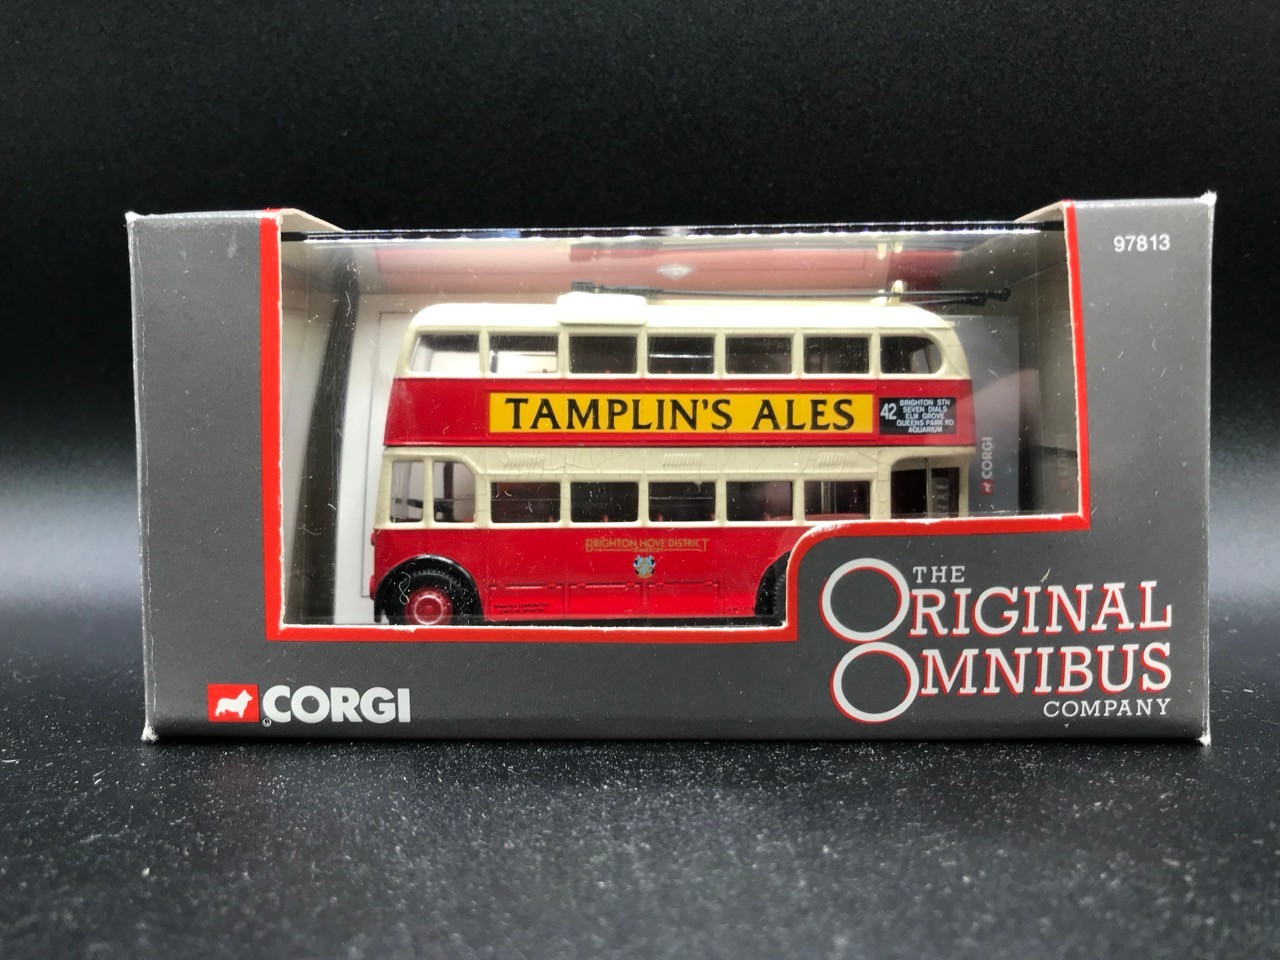 97813
TAMPLIN'S ALES
42
BRIGHTON STN
SEVEN DIALS
ELM GROVE
QUEENS PARK RD
AQUARIUM
CORGI
BRIGHTON HOVE DISTRICT
THE
ORIGINAL
OMNIBUS
COMPANY
CORGI